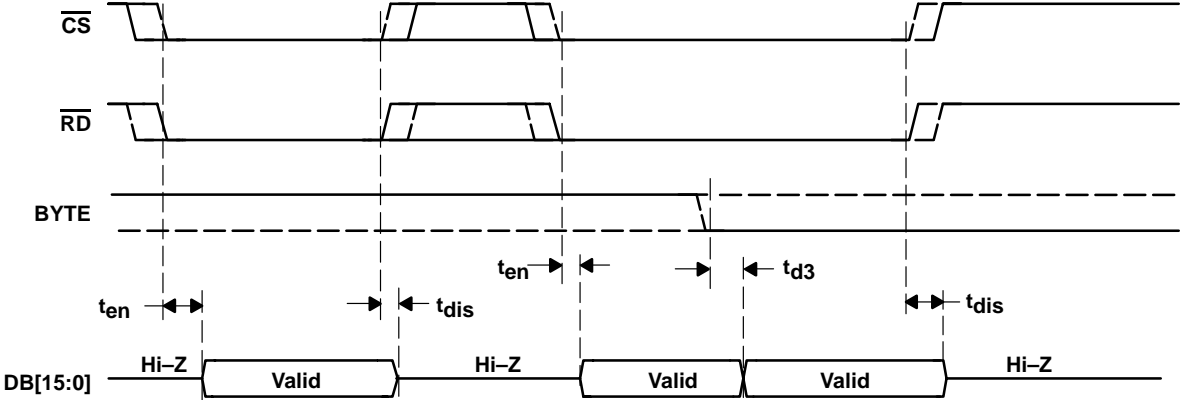 CS
RD
BYTE
ten
td3
ten
tdis
tdis
DB[15:0]
Hi–Z
Valid
Hi–Z
Valid
Valid
Hi–Z